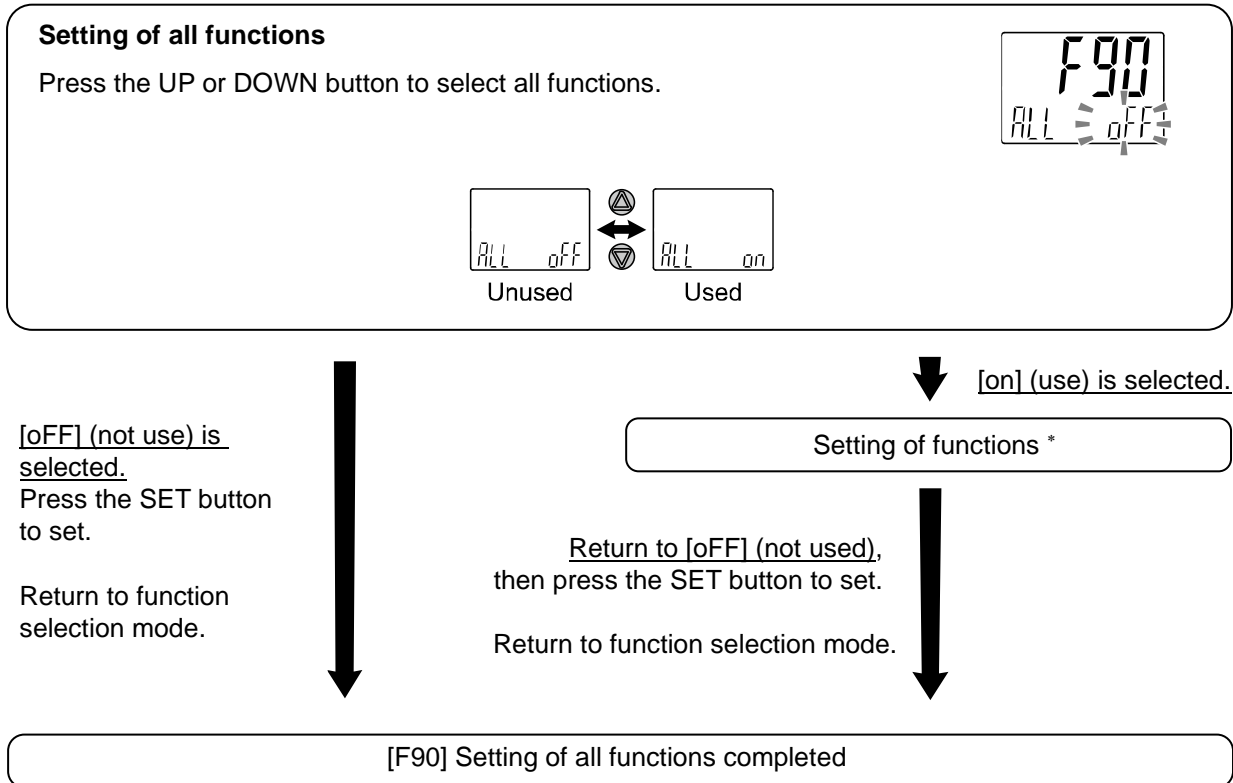 Setting of all functions
Press the UP or DOWN button to select all functions.
F90
ALL oFF
ALL oFF
ALL on
Unused
Used
[on] (use) is selected.
Setting of functions *
[oFF] (not use) is
selected.
Press the SET button
to set.
Return to function
selection mode.
Return to [oFF] (not used),
then press the SET button to set.
Return to function selection mode.
[F90] Setting of all functions completed